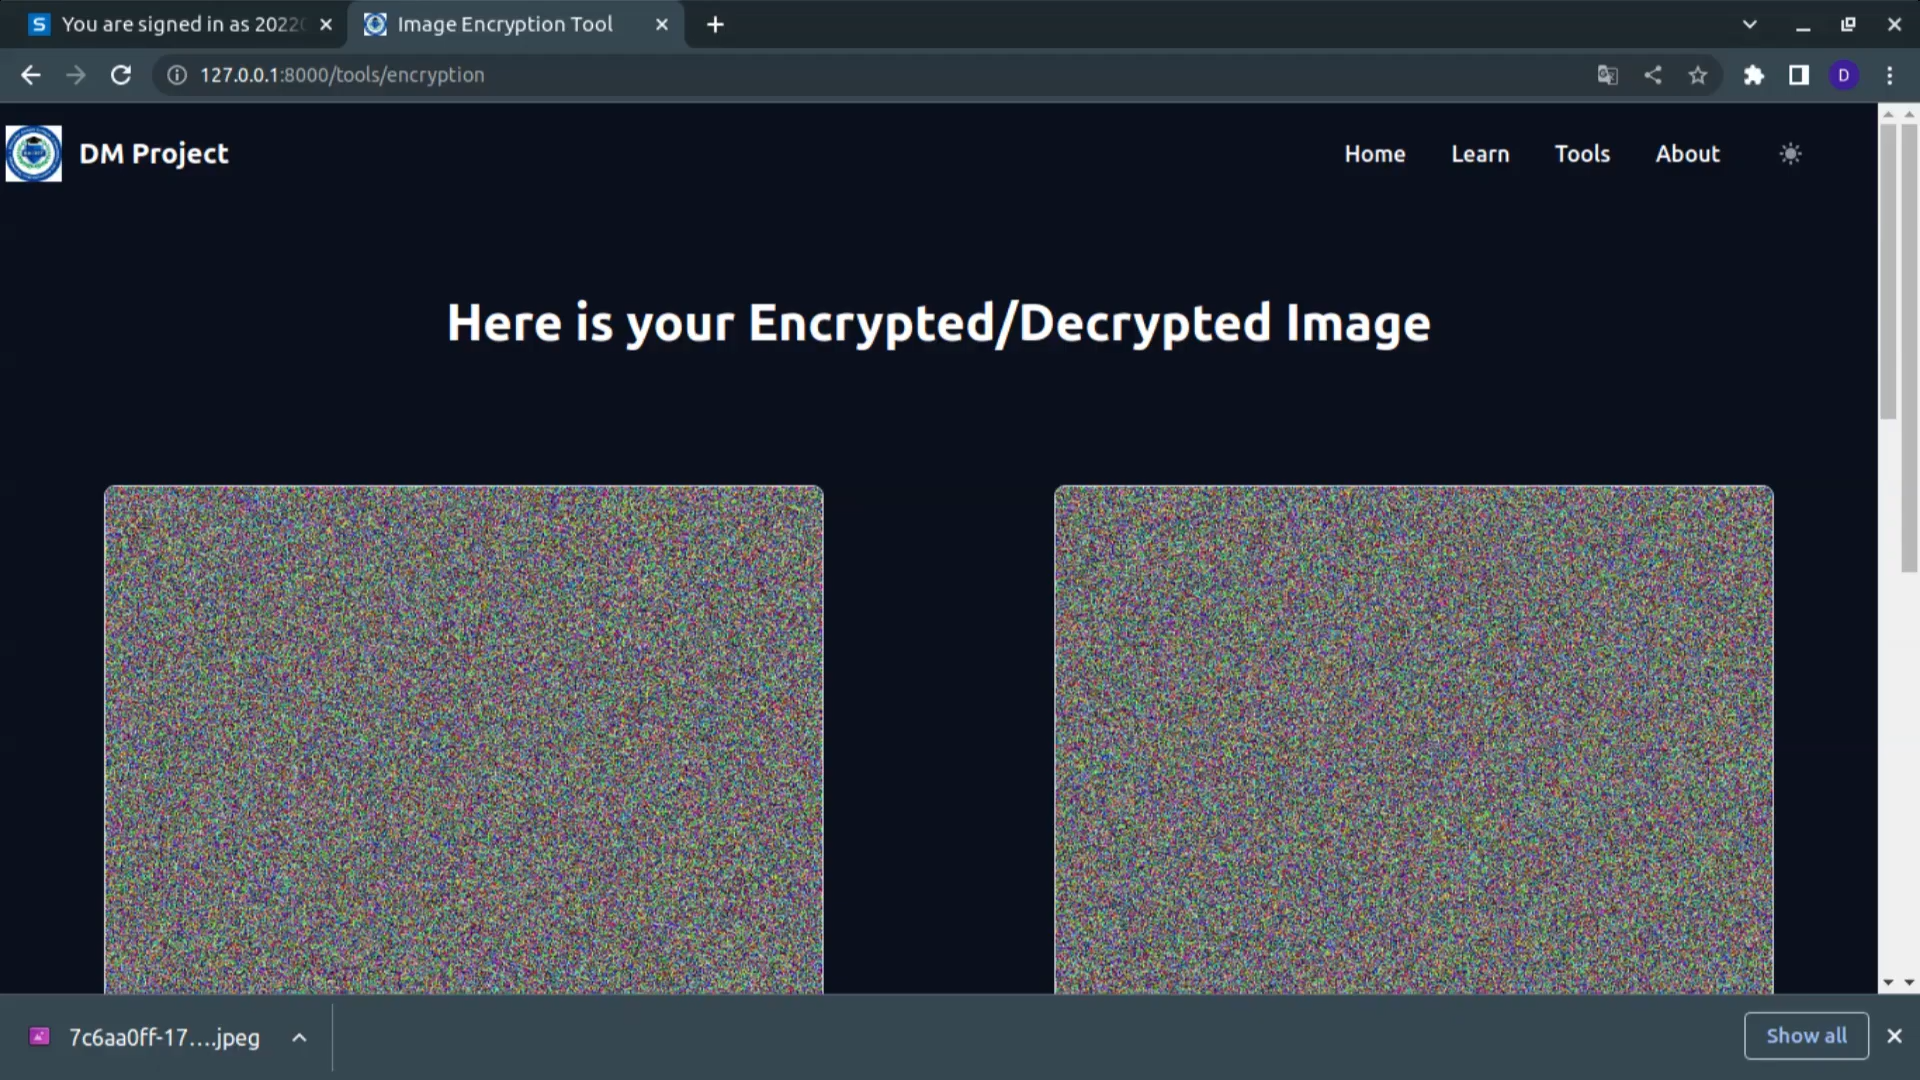 You are signed in as 2022
Image Encryption Tool
127.0.0.1:8000/tools/encryption
D
DM Project
Home Learn Tools About
Here is your Encrypted/Decrypted Image
7c6aa0ff-17....jpeg
Show all